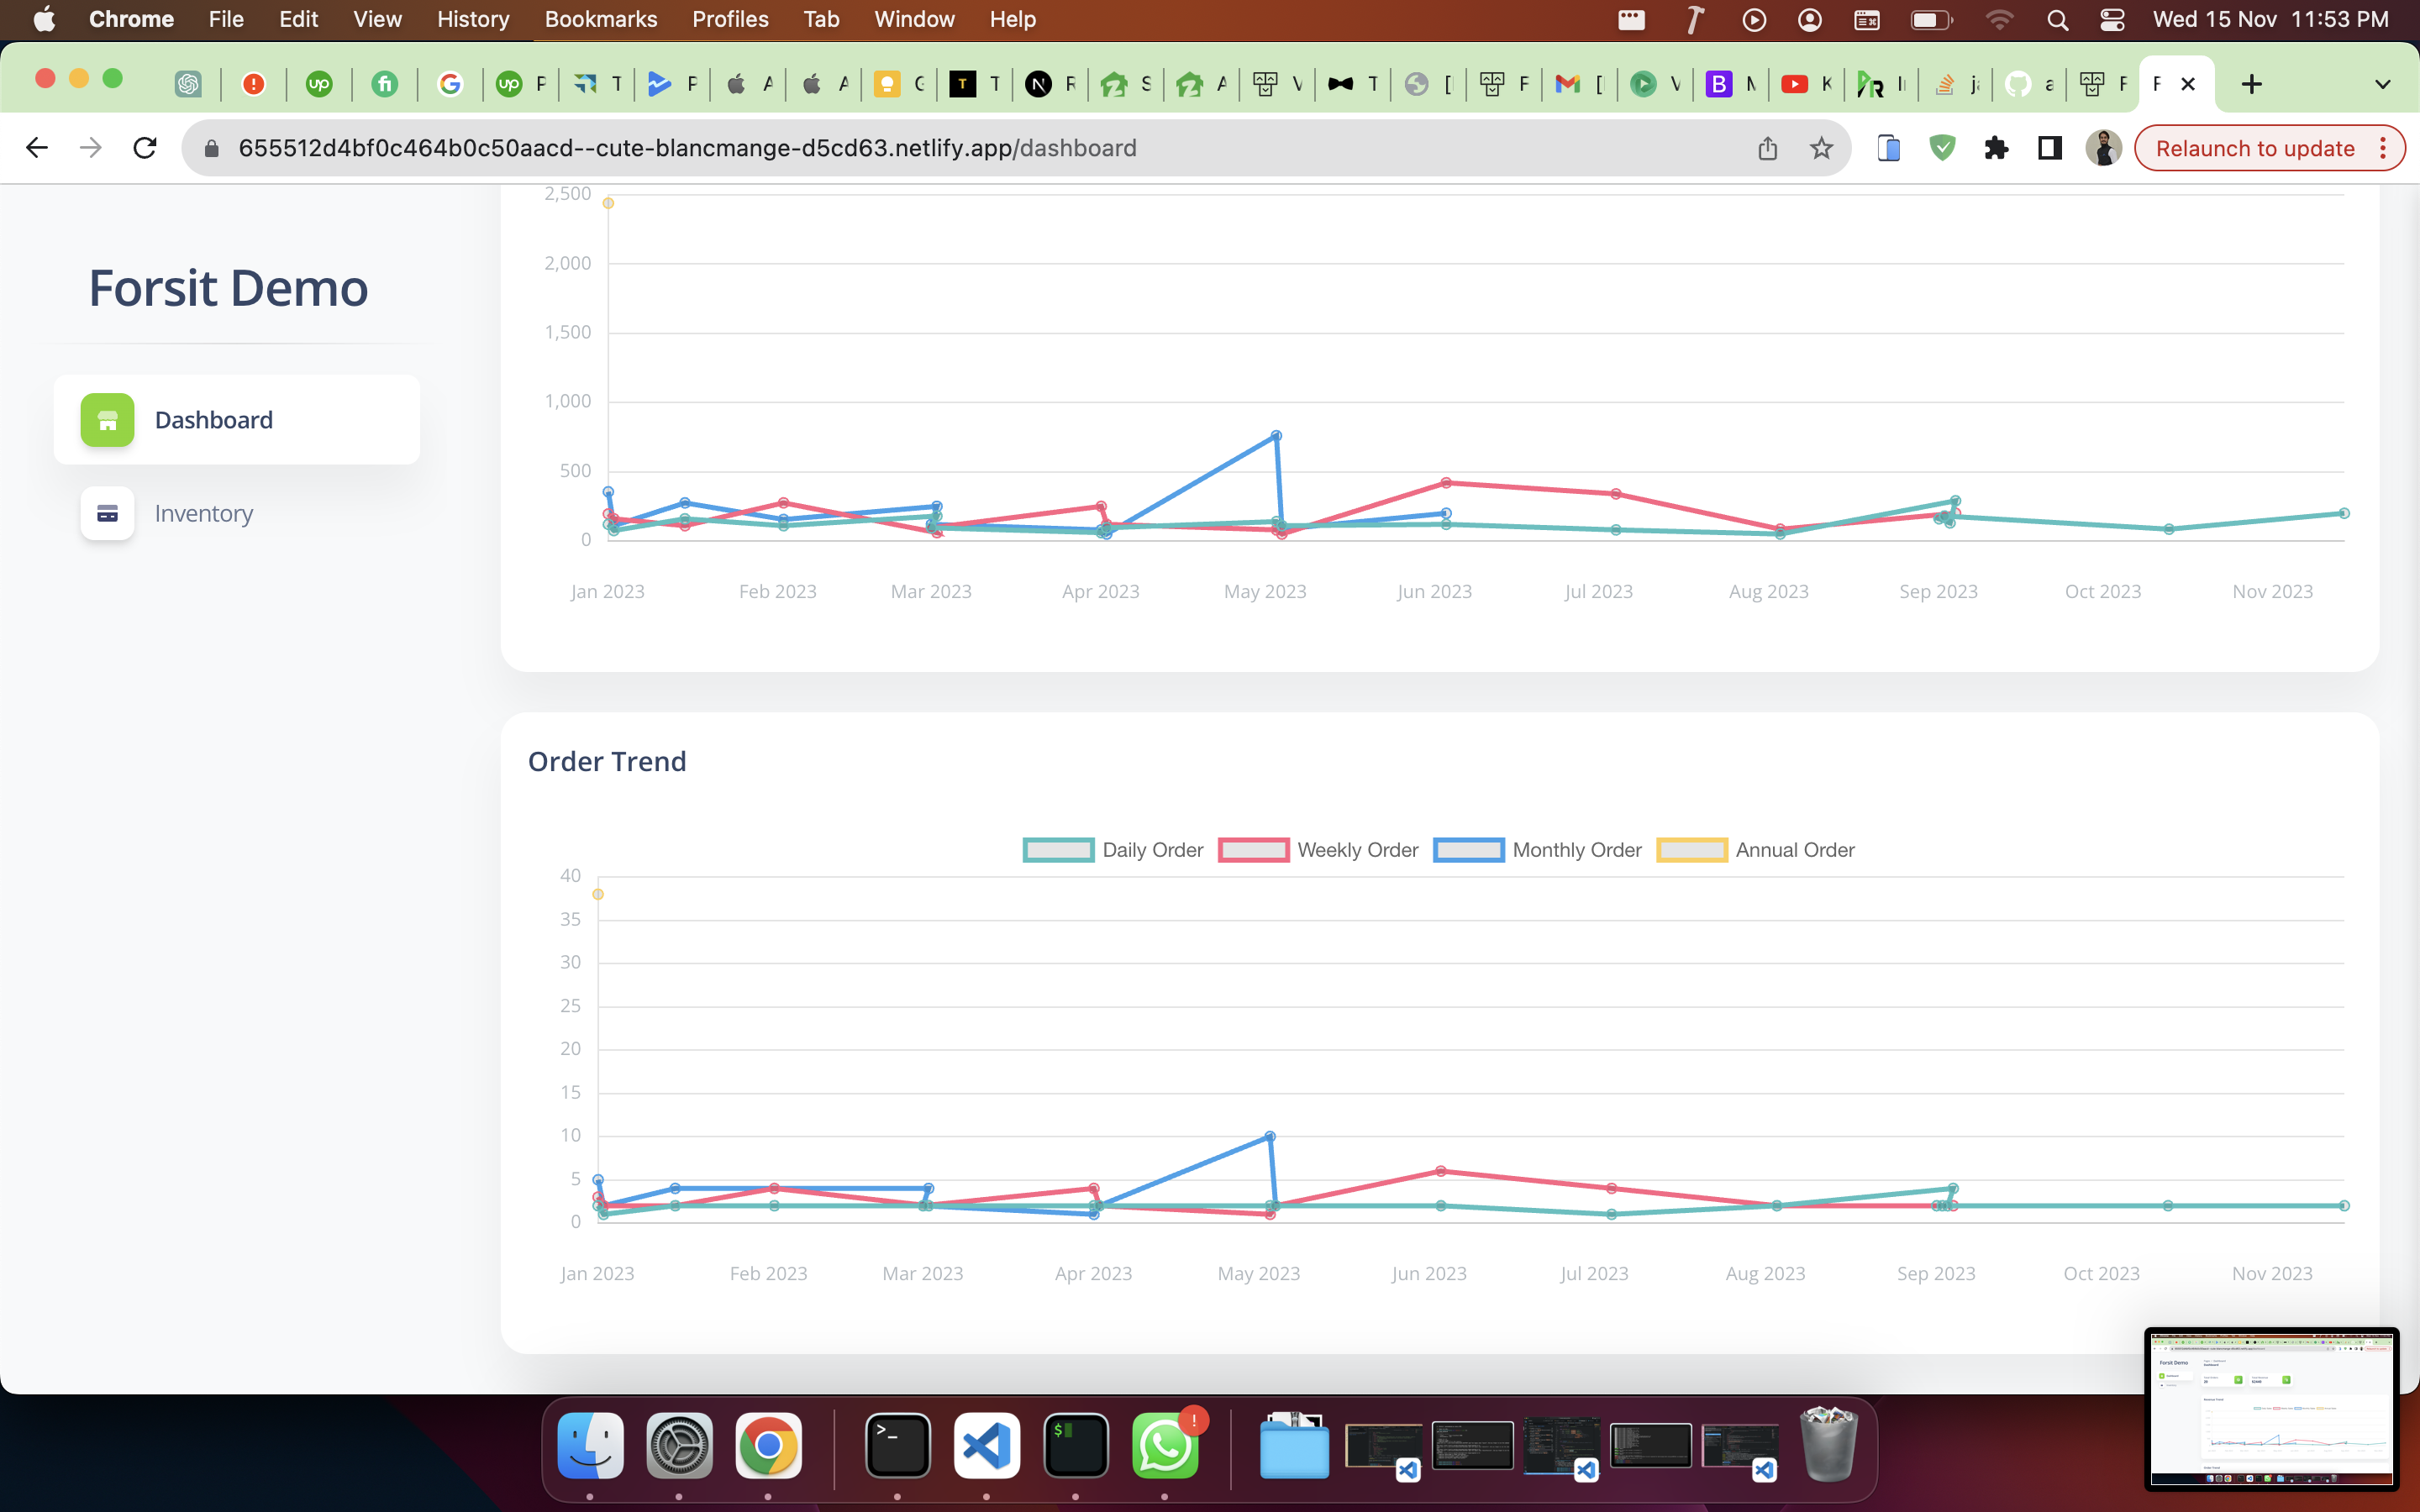 Chrome File Edit View History Bookmarks Profiles Tab Window Help Wed 15 Nov 11:53 PM
655512d4bf0c464b0c50aacd--cute-blancmange-d5cd63.netlify.app/dashboard
Relaunch to update
Forsit Demo
Dashboard
Inventory
2,500
2,000
1,500
1,000
500
0
Jan 2023 Feb 2023 Mar 2023 Apr 2023 May 2023 Jun 2023 Jul 2023 Aug 2023 Sep 2023 Oct 2023 Nov 2023
Order Trend
Daily Order Weekly Order Monthly Order Annual Order
40
35
30
25
20
15
10
5
0
Jan 2023 Feb 2023 Mar 2023 Apr 2023 May 2023 Jun 2023 Jul 2023 Aug 2023 Sep 2023 Oct 2023 Nov 2023